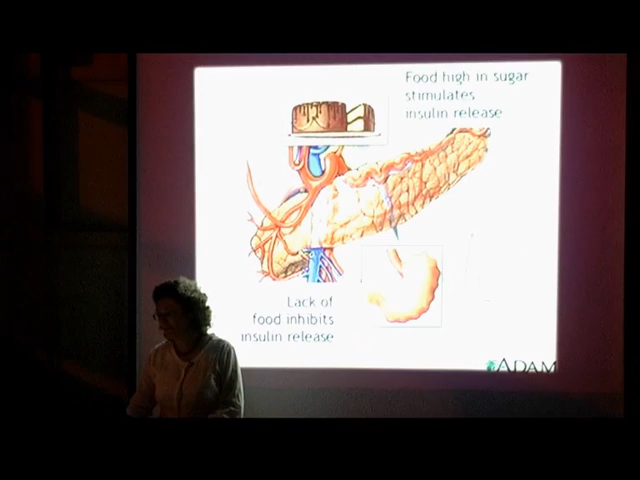 Food high in sugar
stimulates
insulin release
Lack of
food inhibits
insulin release
ADAM